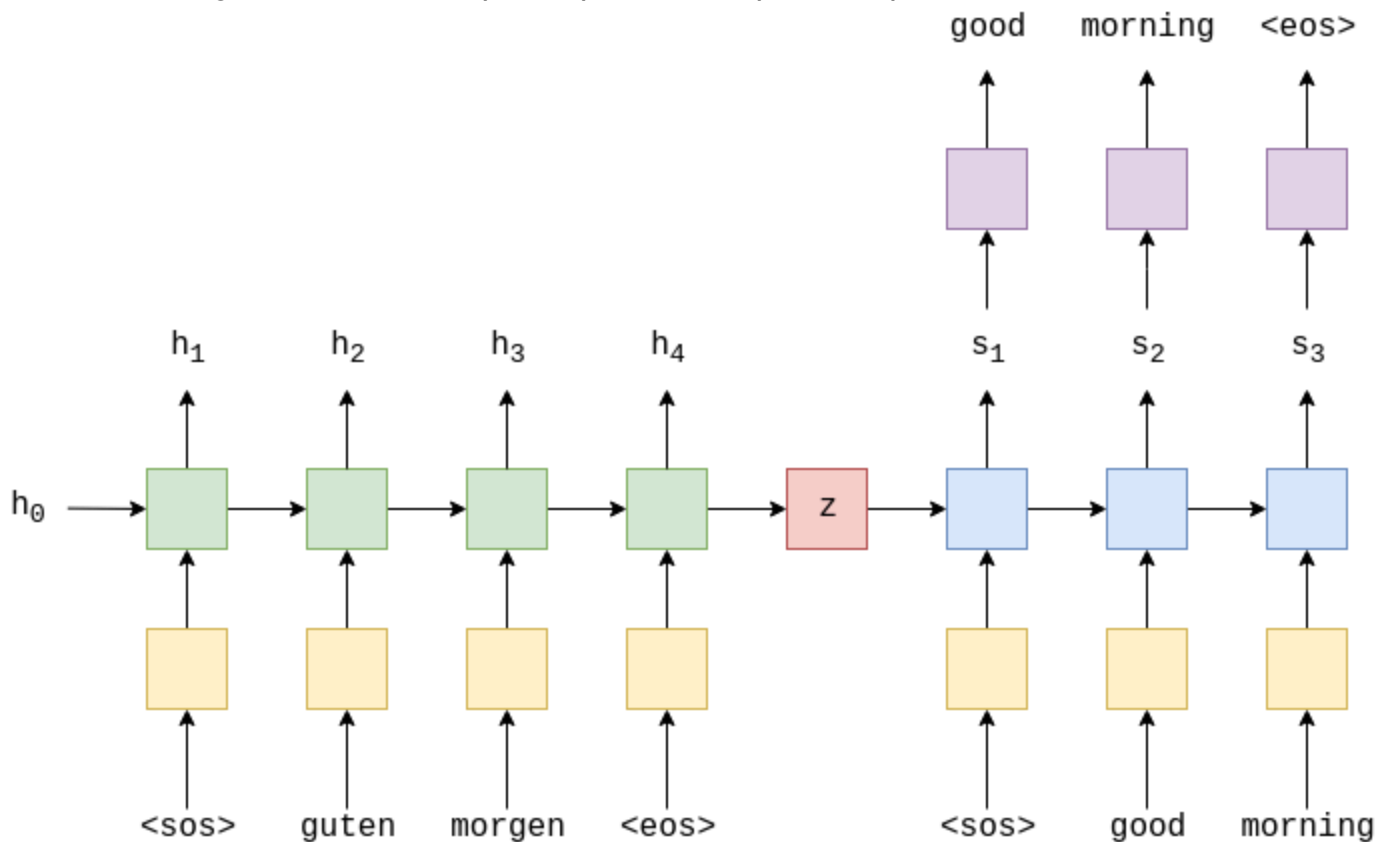 good morning <eos>
h₁ h₂ h₃ h₄ s₁ s₂ s₃
h₀ z
<sos> guten morgen <eos> <sos> good morning